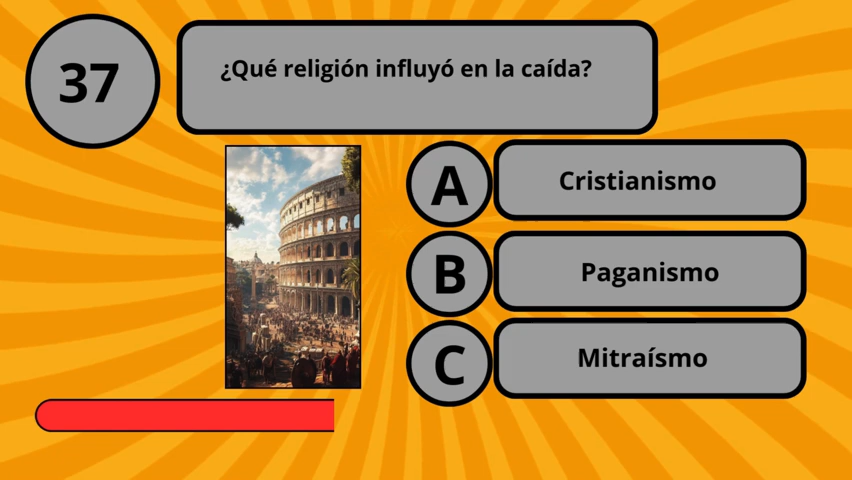 37
¿Qué religión influyó en la caída?
A
Cristianismo
B
Paganismo
C
Mitraísmo